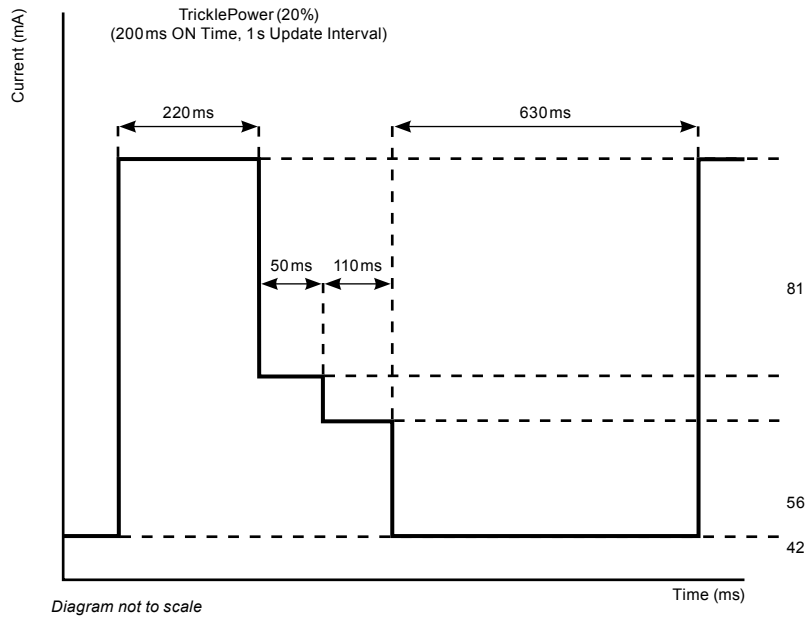 TricklePower (20%)
(200ms ON Time, 1s Update Interval)
Current (mA)
220ms
630ms
50ms
110ms
81
56
42
Time (ms)
Diagram not to scale